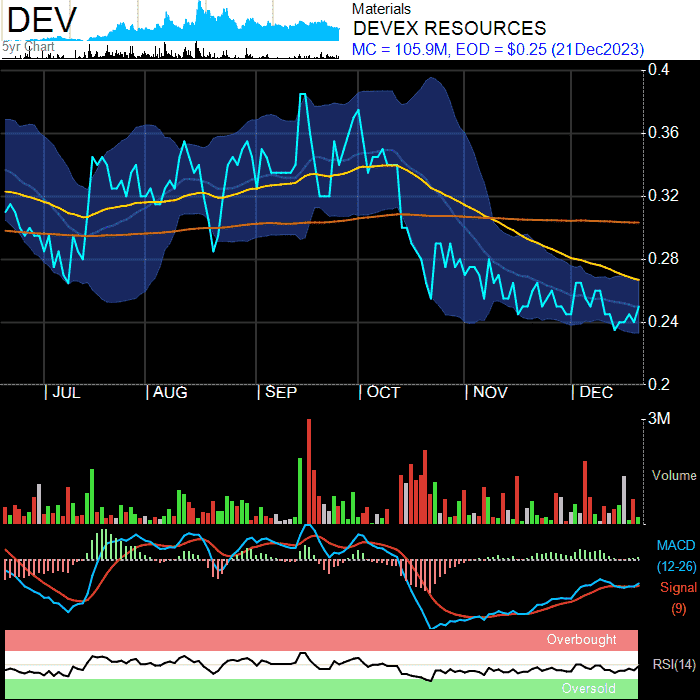 DEV
5yr Chart
Materials
DEVEX RESOURCES
MC = 105.9M, EOD = $0.25 (21Dec2023)
0.4
0.36
0.32
0.28
0.24
0.2
JUL
AUG
SEP
OCT
NOV
DEC
3M
Volume
MACD
(12-26)
Signal
(9)
Overbought
RSI(14)
Oversold